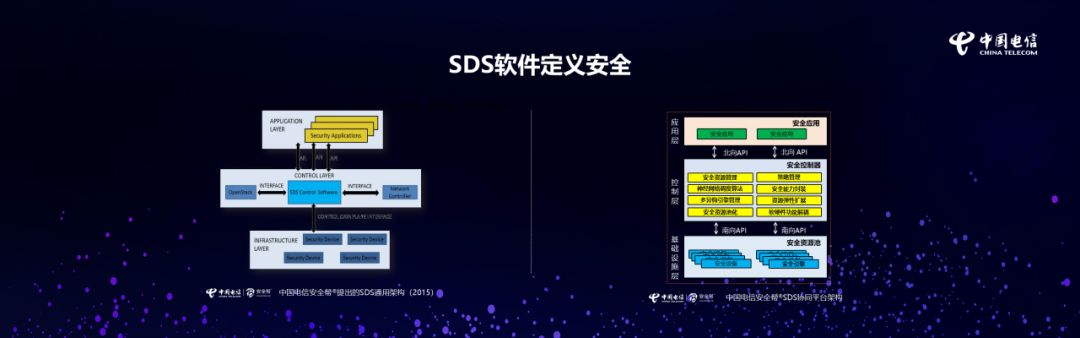 中国电信
CHINA TELECOM
SDS软件定义安全
APPLICATION
LAYER
Security Applications
API
API
API
CONTROL LAYER
OpenStack
INTERFACE
SDS Control Software
INTERFACE
Network
Controller
CONTROL-DATA-PLANE INTERFACE
INFRASTRUCTURE
LAYER
Security Device
Security Device
Security Device
Security Device
中国电信
CHINA TELECOM
安全帮®
中国电信安全帮®提出的SDS通用架构（2015）
应用层
安全应用
安全应用
安全应用
北向API
北向 API
控制层
安全控制器
安全资源管理
策略管理
神经网络调度算法
安全能力封装
多异构引擎管理
资源弹性扩展
安全资源池化
软硬件功能解耦
南向API
南向API
基础设施层
安全资源池
安全设备
安全引擎
中国电信
CHINA TELECOM
安全帮®
中国电信安全帮®SDS协同平台架构